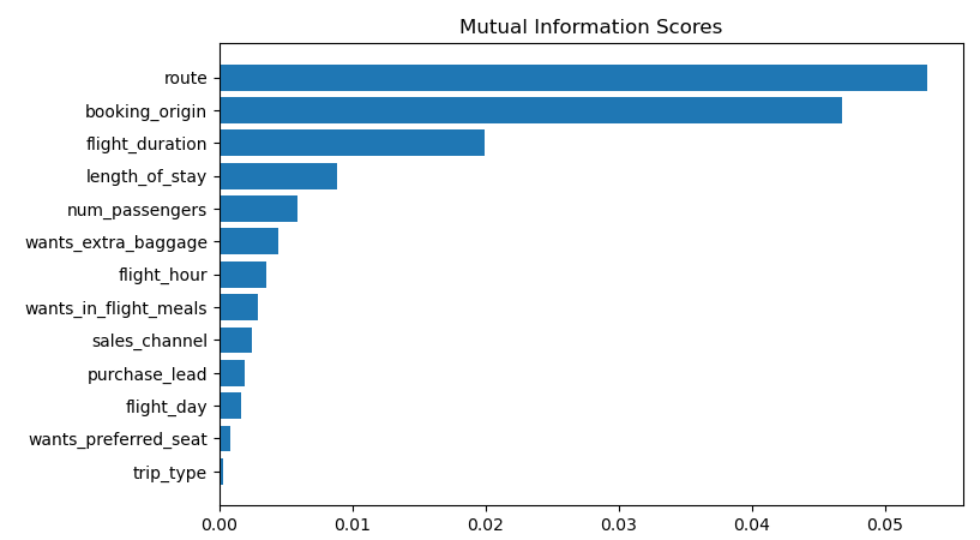 Mutual Information Scores
route
booking_origin
flight_duration
length_of_stay
num_passengers
wants_extra_baggage
flight_hour
wants_in_flight_meals
sales_channel
purchase_lead
flight_day
wants_preferred_seat
trip_type
0.00 0.01 0.02 0.03 0.04 0.05